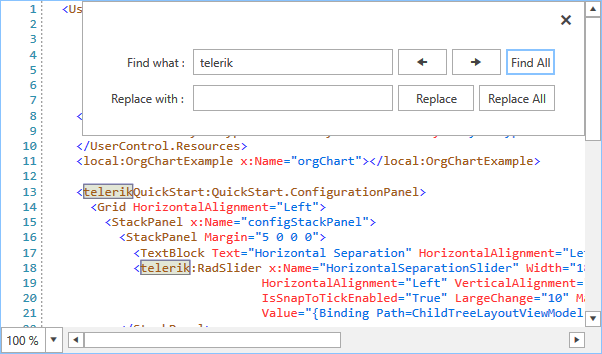 1 <Us
2
3
4
5
6
7
8 <
9
10 </UserControl.Resources>
11 <local:OrgChartExample x:Name="orgChart"></local:OrgChartExample>
12
13 <telerikQuickStart:QuickStart.ConfigurationPanel>
14 <Grid HorizontalAlignment="Left">
15 <StackPanel x:Name="configStackPanel">
16 <StackPanel Margin="5 0 0 0">
17 <TextBlock Text="Horizontal Separation" HorizontalAlignment="Le
18 <telerik:RadSlider x:Name="HorizontalSeparationSlider" Width="18
19 HorizontalAlignment="Left" VerticalAlignment=
20 IsSnapToTickEnabled="True" LargeChange="10" Ma
21 Value="{Binding Path=ChildTreeLayoutViewModel
Find what : telerik Find All
Replace with : Replace Replace All
100 %